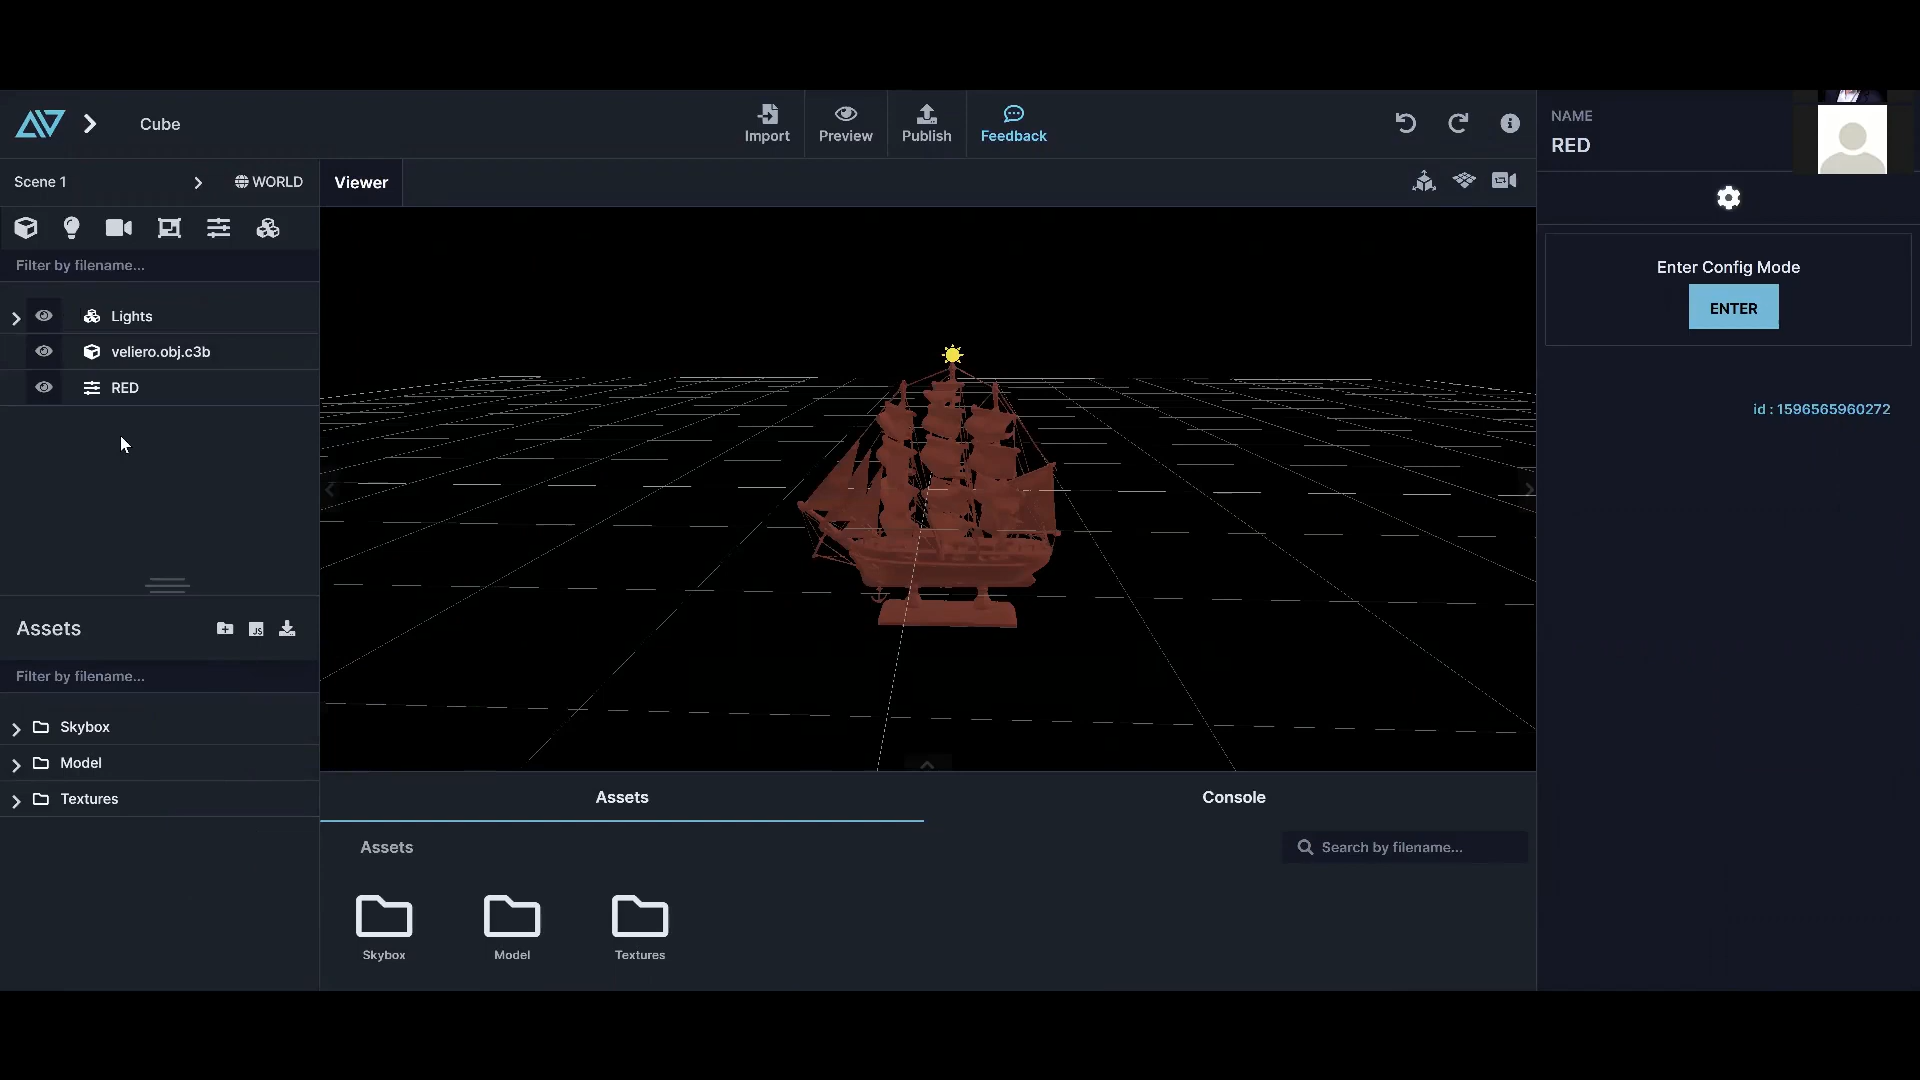 Cube
Import
Preview
Publish
Feedback
NAME
RED
Scene 1
WORLD
Viewer
Filter by filename...
Lights
veliero.obj.c3b
RED
Enter Config Mode
ENTER
id : 1596565960272
Assets
JS
Filter by filename...
Skybox
Model
Textures
Assets
Console
Assets
Search by filename...
Skybox
Model
Textures